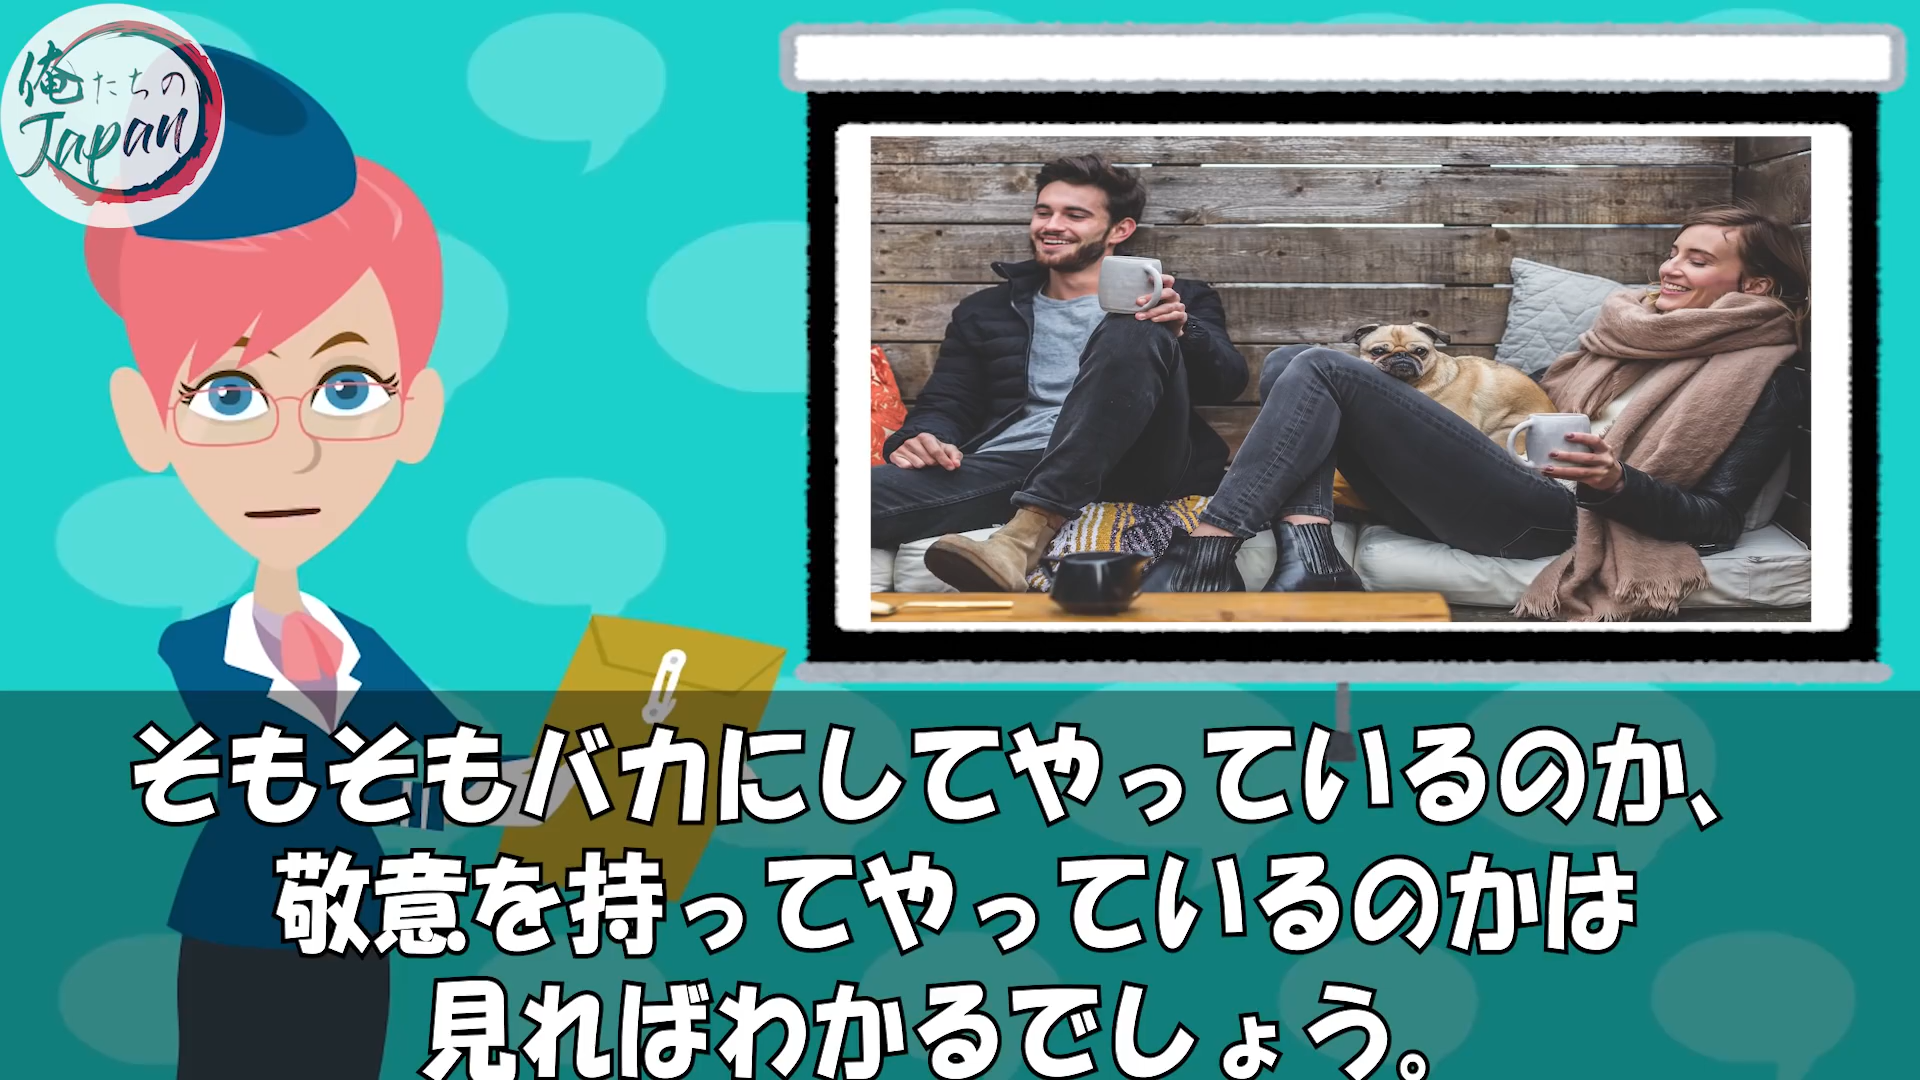 俺たちの
Japan
そもそもバカにしてやっているのか、
敬意を持ってやっているのかは
見ればわかるでしょう。